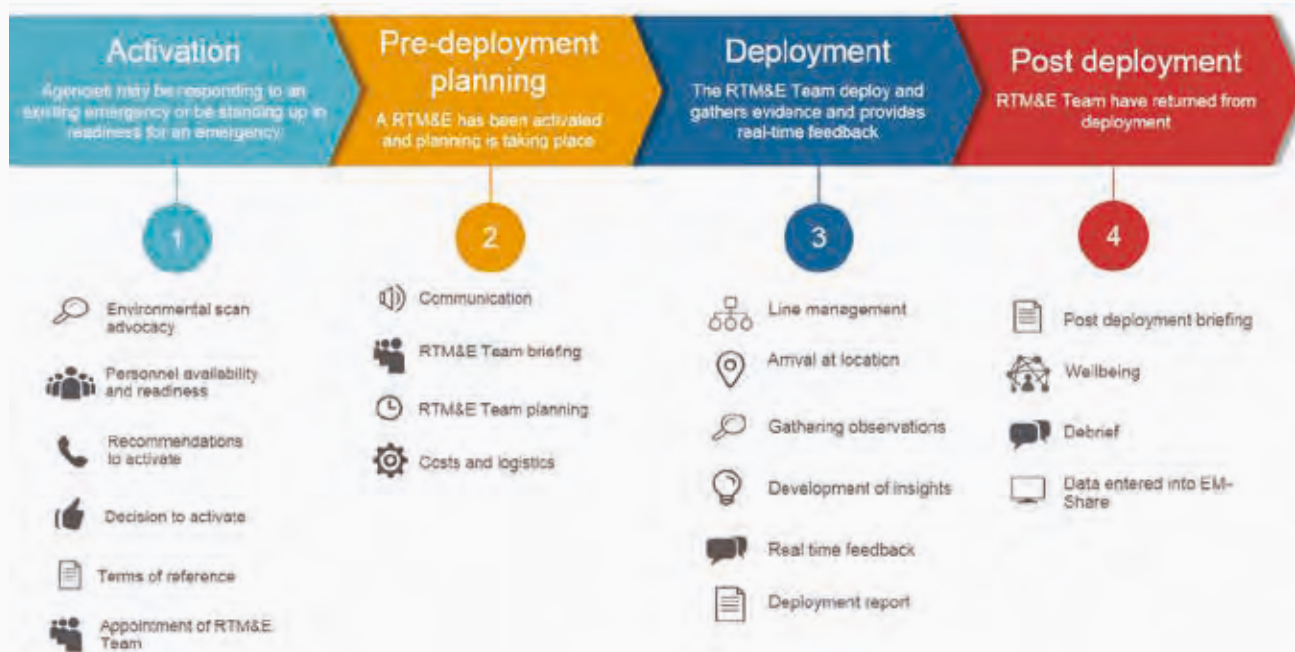 Activation
Agencies may be responding to an
existing emergency or be standing up in
readiness for an emergency
Pre-deployment
planning
A RTM&E has been activated
and planning is taking place
Deployment
The RTM&E Team deploy and
gathers evidence and provides
real-time feedback
Post deployment
RTM&E Team have returned from
deployment
1
Environmental scan
advocacy
Personnel availability
and readiness
Recommendations
to activate
Decision to activate
Terms of reference
Appointment of RTM&E
Team
2
Communication
RTM&E Team briefing
RTM&E Team planning
Costs and logistics
3
Line management
Arrival at location
Gathering observations
Development of insights
Real time feedback
Deployment report
4
Post deployment briefing
Wellbeing
Debrief
Data entered into EM-
Share